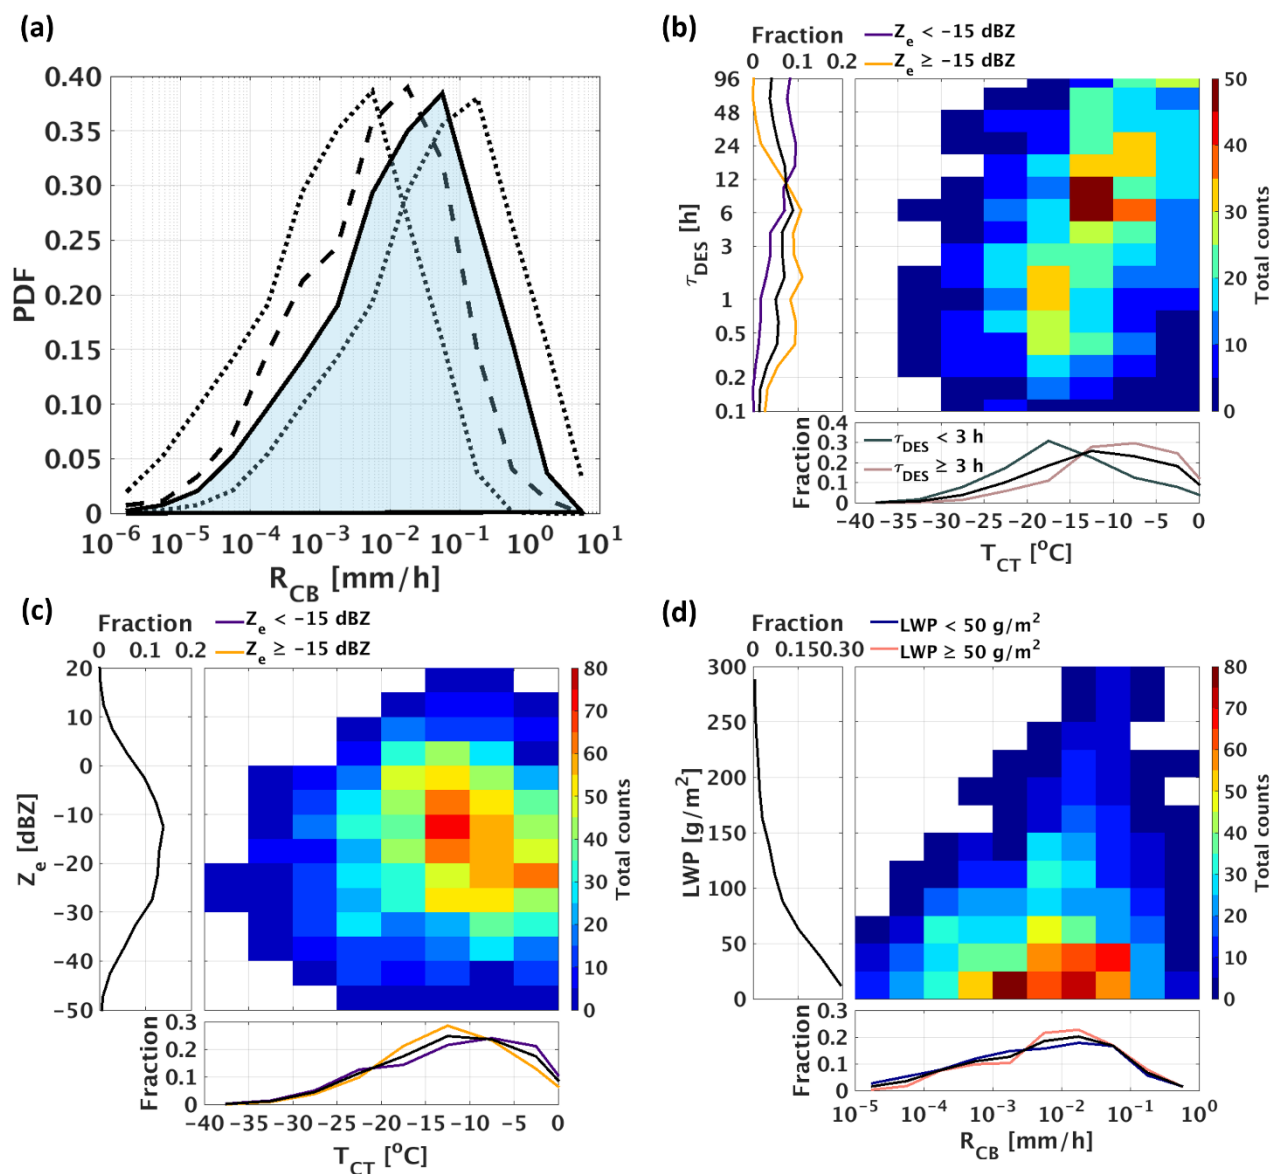 (a)
PDF
0.40
0.35
0.30
0.25
0.20
0.15
0.10
0.05
0
10^-6 10^-5 10^-4 10^-3 10^-2 10^-1 10^0 10^1
R_CB [mm/h]
(b)
Fraction
0 0.1 0.2
Z_e < -15 dBZ
Z_e ≥ -15 dBZ
τ_DES [h]
96
48
24
12
6
3
1
0.5
0.2
0.1
50
40
30
20
10
0
Total counts
Fraction
0.4
0.3
0.2
0.1
0
τ_DES < 3 h
τ_DES ≥ 3 h
-40 -35 -30 -25 -20 -15 -10 -5 0
T_CT [°C]
(c)
Fraction
0 0.1 0.2
Z_e < -15 dBZ
Z_e ≥ -15 dBZ
Z_e [dBZ]
20
10
0
-10
-20
-30
-40
-50
80
70
60
50
40
30
20
10
0
Total counts
Fraction
0.3
0.2
0.1
0
-40 -35 -30 -25 -20 -15 -10 -5 0
T_CT [°C]
(d)
Fraction
0 0.15 0.30
LWP < 50 g/m²
LWP ≥ 50 g/m²
LWP [g/m²]
300
250
200
150
100
50
0
80
70
60
50
40
30
20
10
0
Total counts
Fraction
0.3
0.2
0.1
0
10^-5 10^-4 10^-3 10^-2 10^-1 10^0
R_CB [mm/h]